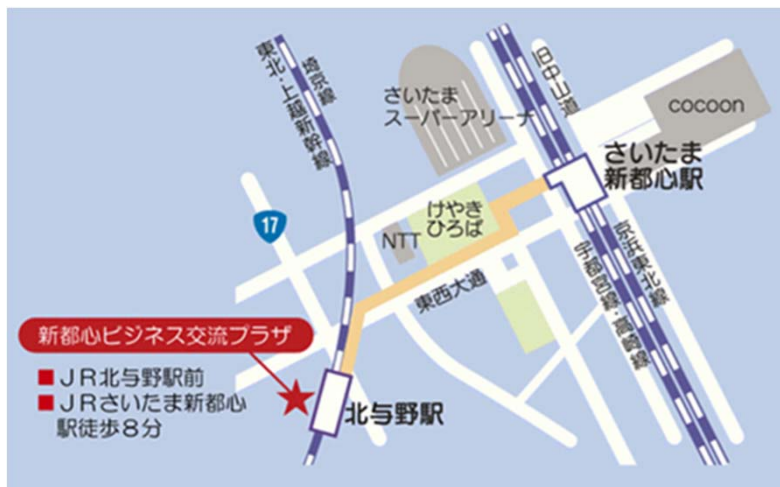 東北・上越新幹線
埼京線
旧中山道
さいたま
スーパーアリーナ
cocoon
さいたま
新都心駅
けやき
ひろば
NTT
17
東西大通
宇都宮線・高崎線
京浜東北線
新都心ビジネス交流プラザ
■ＪＲ北与野駅前
■ＪＲさいたま新都心
駅徒歩８分
北与野駅